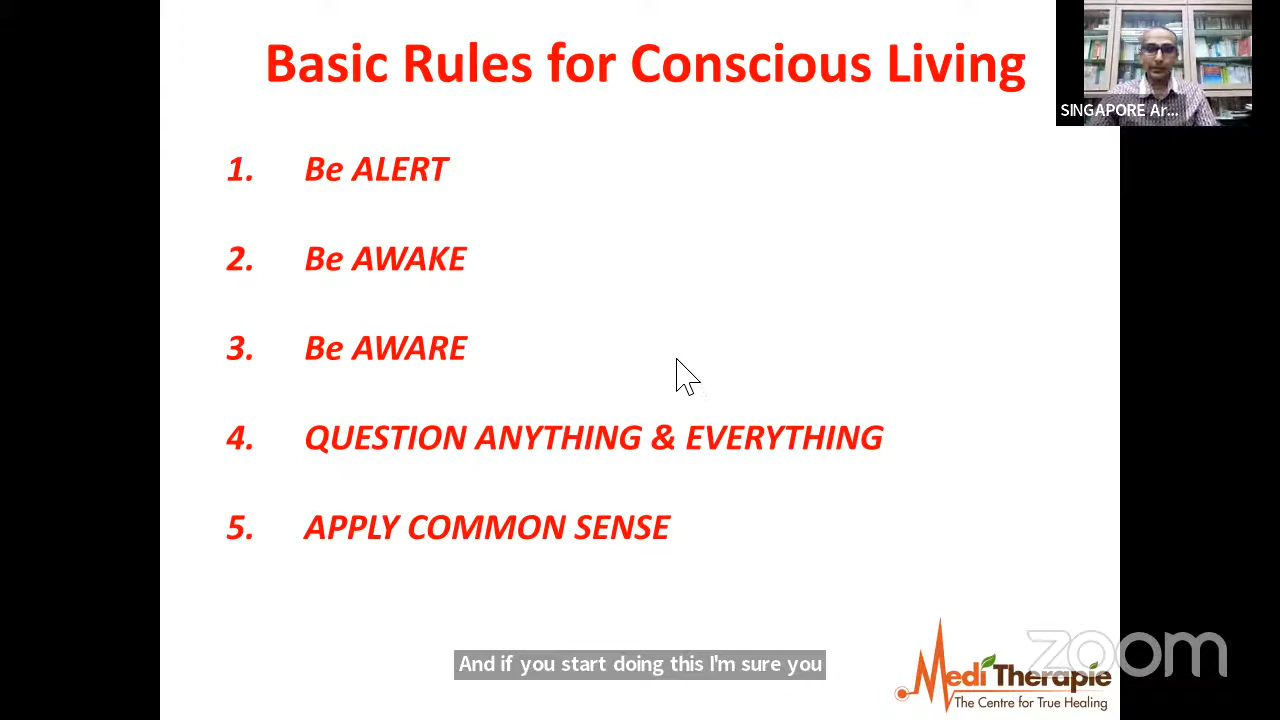 Basic Rules for Conscious Living
SINGAPORE Ar...
1. Be ALERT
2. Be AWAKE
3. Be AWARE
4. QUESTION ANYTHING & EVERYTHING
5. APPLY COMMON SENSE
And if you start doing this I'm sure you
zoom
Medi Therapie
The Centre for True Healing